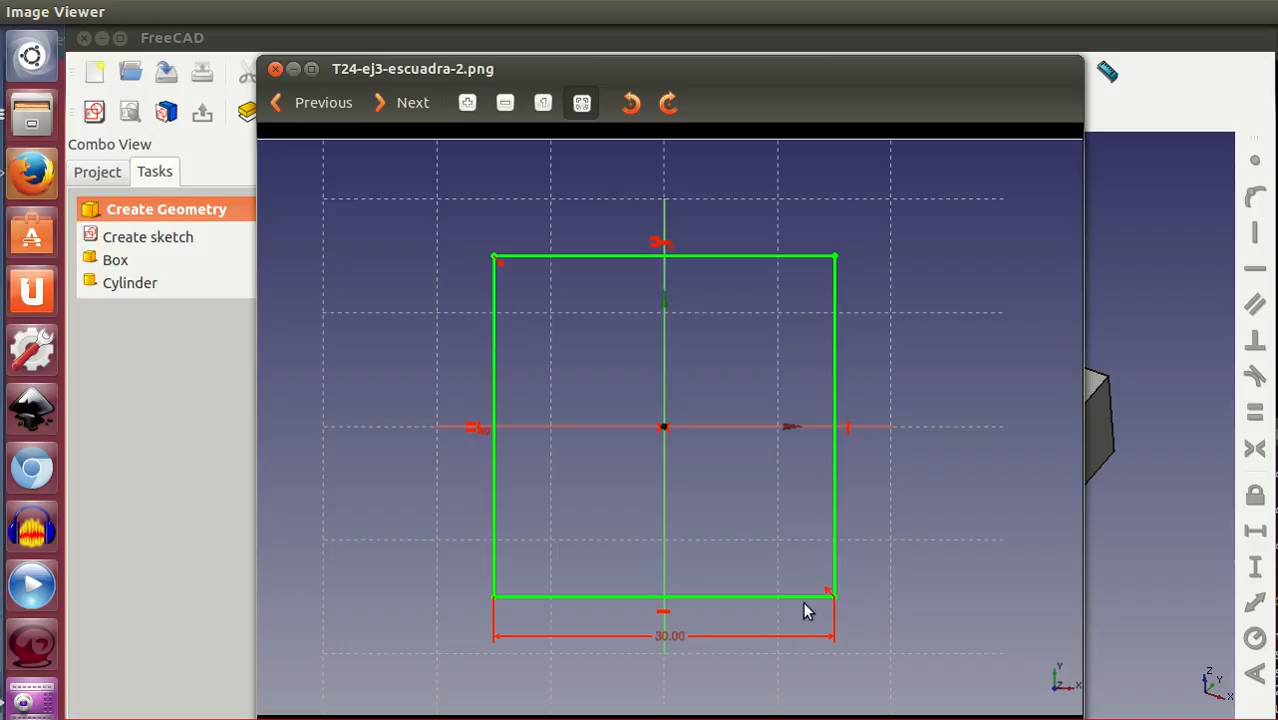 Image Viewer
FreeCAD
T24-ej3-escuadra-2.png
Previous
Next
Combo View
Project
Tasks
Create Geometry
Create sketch
Box
Cylinder
30.00
Y
Z
X
Z
Y
X